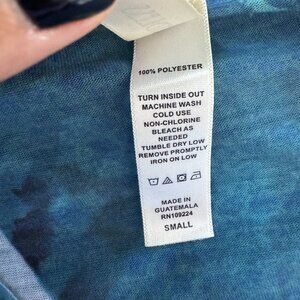 100% POLYESTER
TURN INSIDE OUT
MACHINE WASH
COLD USE
NON-CHLORINE
BLEACH AS
NEEDED
TUMBLE DRY LOW
REMOVE PROMPTLY
IRON ON LOW
MADE IN
GUATEMALA
RN109224
SMALL